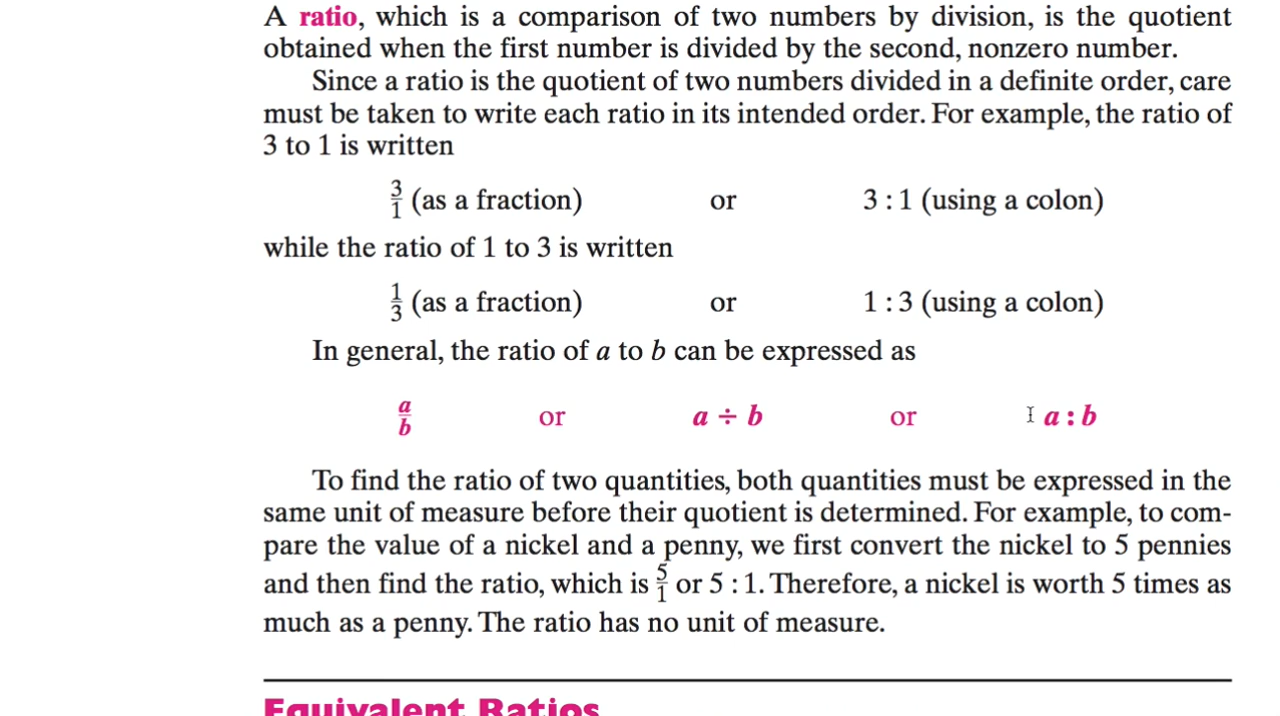 A ratio, which is a comparison of two numbers by division, is the quotient
obtained when the first number is divided by the second, nonzero number.
Since a ratio is the quotient of two numbers divided in a definite order, care
must be taken to write each ratio in its intended order. For example, the ratio of
3 to 1 is written
3/1 (as a fraction) or 3 : 1 (using a colon)
while the ratio of 1 to 3 is written
1/3 (as a fraction) or 1 : 3 (using a colon)
In general, the ratio of a to b can be expressed as
a/b or a ÷ b or a : b
To find the ratio of two quantities, both quantities must be expressed in the
same unit of measure before their quotient is determined. For example, to com-
pare the value of a nickel and a penny, we first convert the nickel to 5 pennies
and then find the ratio, which is 5/1 or 5 : 1. Therefore, a nickel is worth 5 times as
much as a penny. The ratio has no unit of measure.
Equivalent Ratios